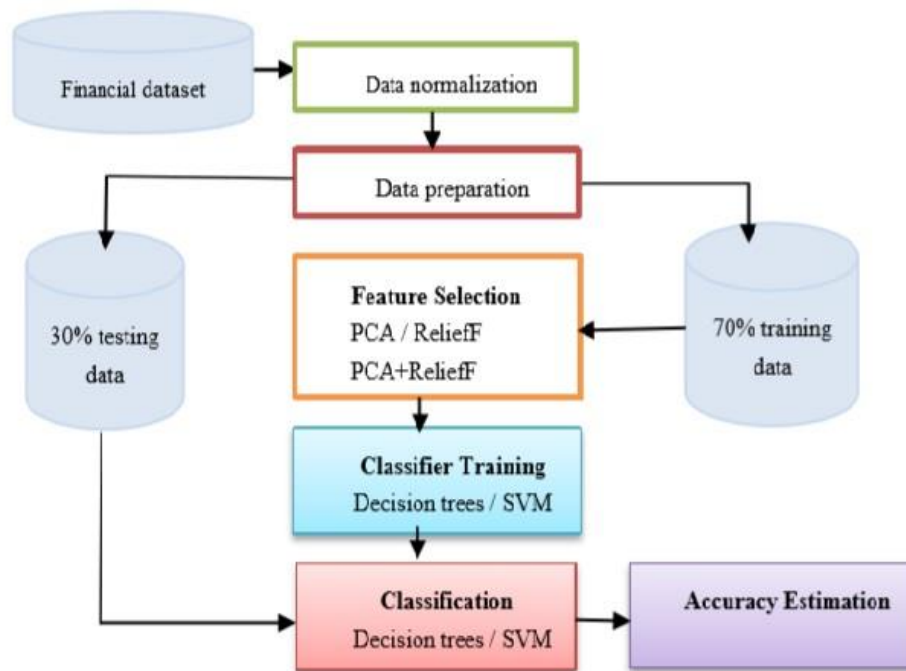 Financial dataset
Data normalization
Data preparation
30% testing
data
Feature Selection
PCA / ReliefF
PCA+ReliefF
70% training
data
Classifier Training
Decision trees / SVM
Classification
Decision trees / SVM
Accuracy Estimation